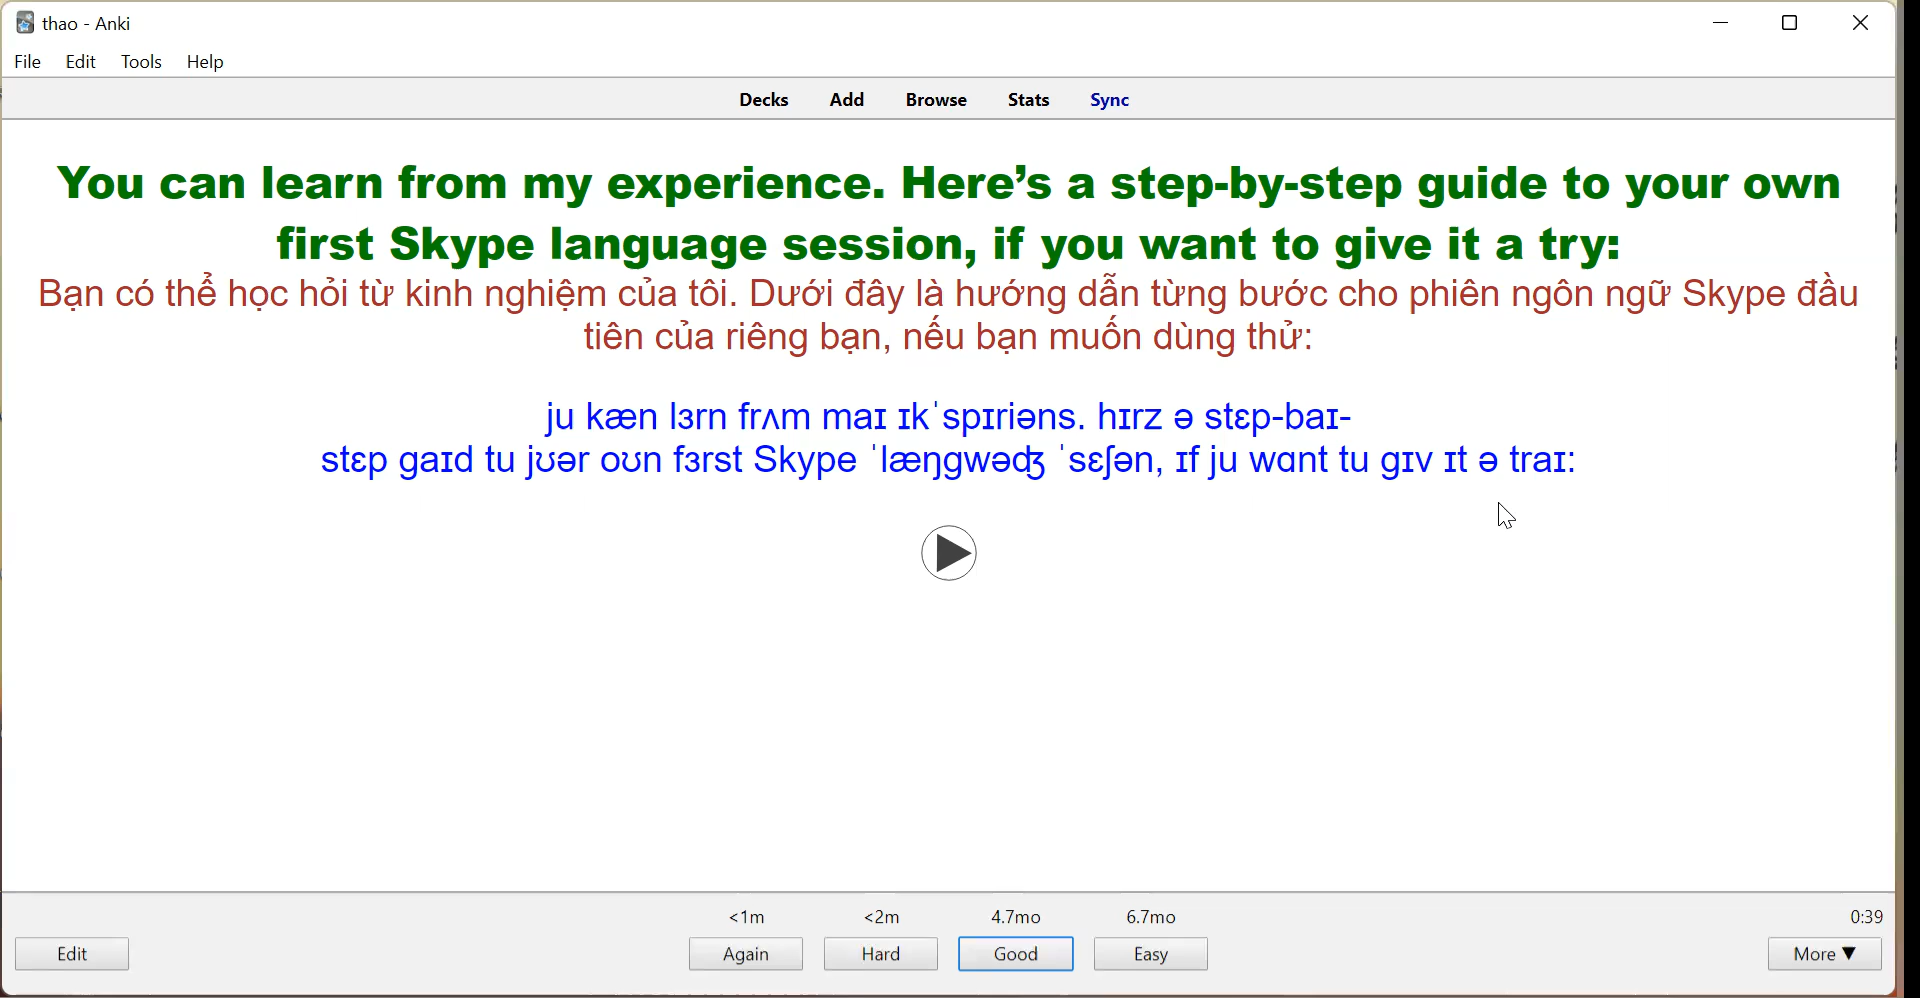 thao - Anki
File Edit Tools Help
Decks Add Browse Stats Sync
You can learn from my experience. Here’s a step-by-step guide to your own
first Skype language session, if you want to give it a try:
Bạn có thể học hỏi từ kinh nghiệm của tôi. Dưới đây là hướng dẫn từng bước cho phiên ngôn ngữ Skype đầu
tiên của riêng bạn, nếu bạn muốn dùng thử:
ju kæn lɜrn frʌm maɪ ɪkˈspɪriəns. hɪrz ə stɛp-baɪ-
stɛp gaɪd tu jʊər oʊn fɜrst Skype ˈlæŋgwəʤ ˈsɛʃən, ɪf ju wɑnt tu gɪv ɪt ə traɪ:
<1m <2m 4.7mo 6.7mo 0:39
Edit Again Hard Good Easy More ▼